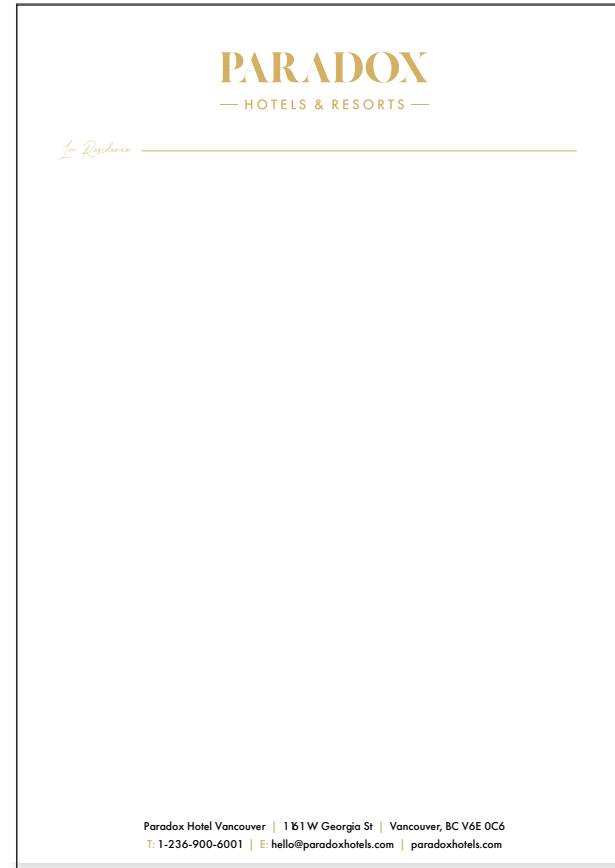 PARADOX
HOTELS & RESORTS
In Residence
Paradox Hotel Vancouver | 1161 W Georgia St | Vancouver, BC V6E 0C6
T: 1-236-900-6001 | E: hello@paradoxhotels.com | paradoxhotels.com